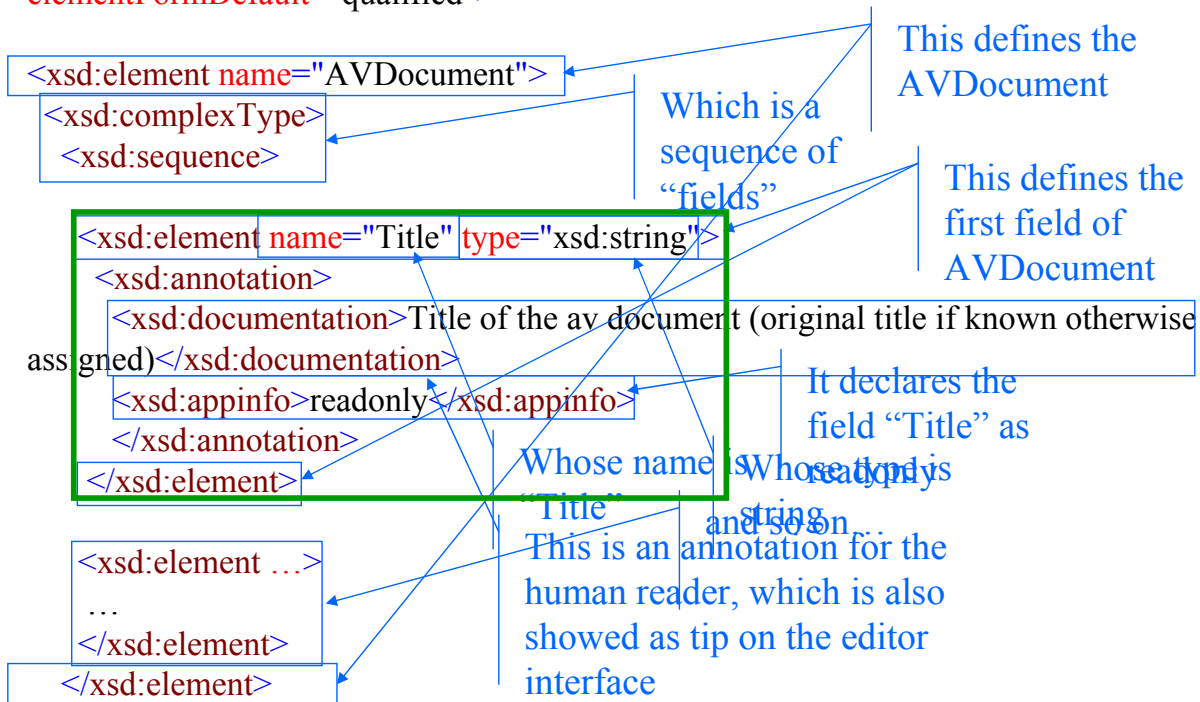 elementFormDefault="qualified">
<xsd:element name="AVDocument">
<xsd:complexType>
<xsd:sequence>
<xsd:element name="Title" type="xsd:string">
<xsd:annotation>
<xsd:documentation>Title of the av document (original title if known otherwise
assigned)</xsd:documentation>
<xsd:appinfo>readonly</xsd:appinfo>
</xsd:annotation>
</xsd:element>
<xsd:element …>
…
</xsd:element>
</xsd:element>
This defines the
AVDocument
Which is a
sequence of
“fields”
This defines the
first field of
AVDocument
It declares the
field “Title” as
readonly
Whose name is
“Title”
Whose type is
string
and so on…
This is an annotation for the
human reader, which is also
showed as tip on the editor
interface